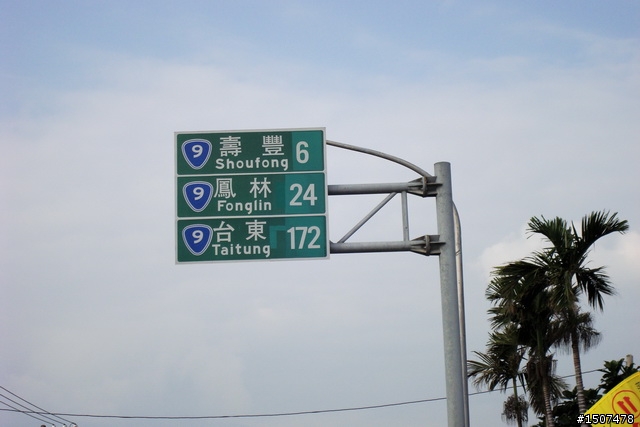 9 壽豐 6
Shoufong
9 鳳林 24
Fonglin
9 台東 172
Taitung
#1507478